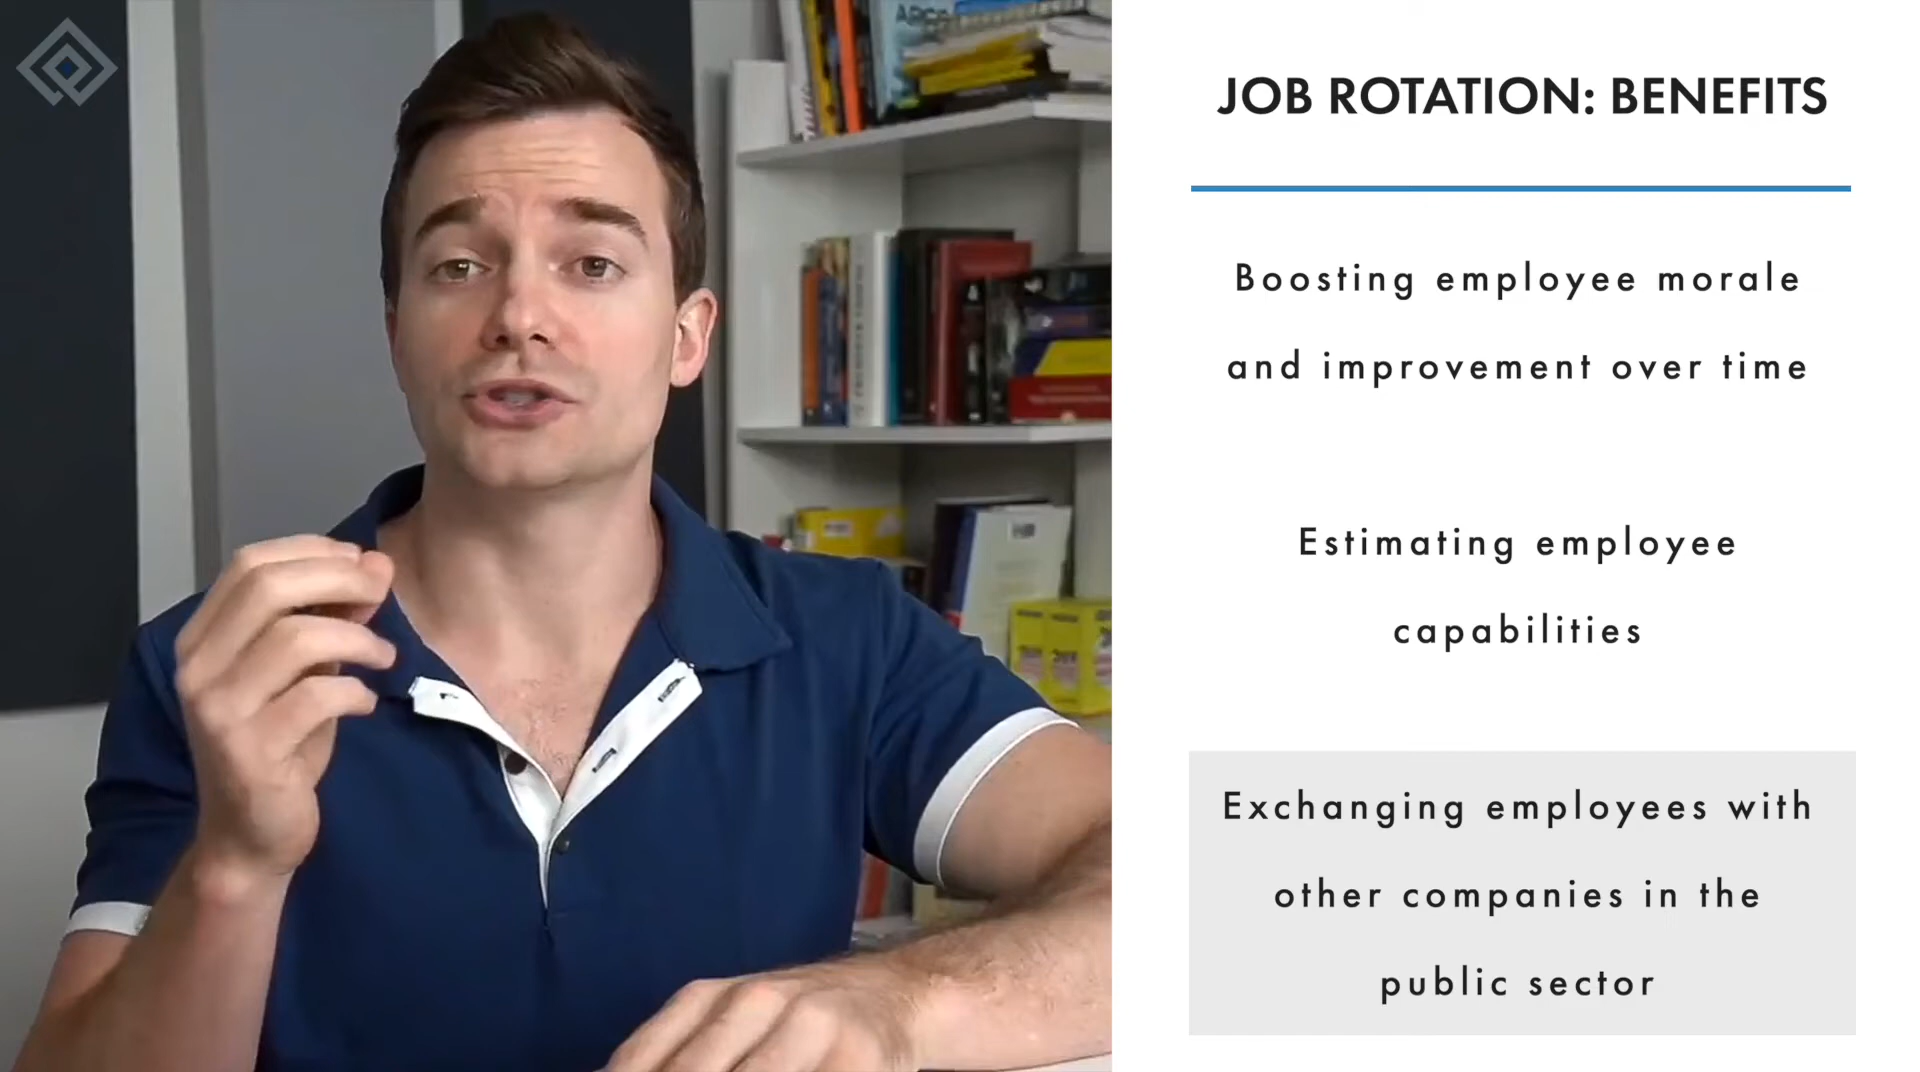 JOB ROTATION: BENEFITS
Boosting employee morale
and improvement over time
Estimating employee
capabilities
Exchanging employees with
other companies in the
public sector